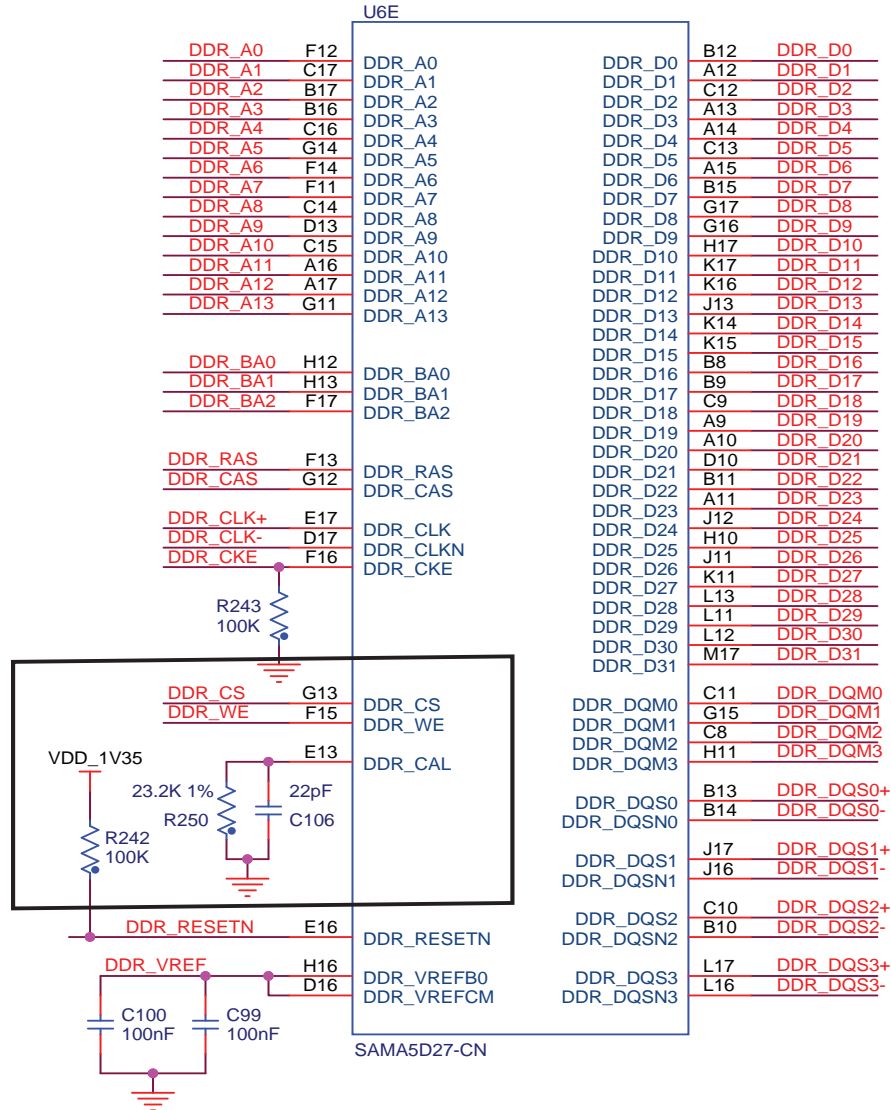 U6E
DDR_A0 F12 DDR_A0 DDR_D0 B12 DDR_D0
DDR_A1 C17 DDR_A1 DDR_D1 A12 DDR_D1
DDR_A2 B17 DDR_A2 DDR_D2 C12 DDR_D2
DDR_A3 B16 DDR_A3 DDR_D3 A13 DDR_D3
DDR_A4 C16 DDR_A4 DDR_D4 A14 DDR_D4
DDR_A5 G14 DDR_A5 DDR_D5 C13 DDR_D5
DDR_A6 F14 DDR_A6 DDR_D6 A15 DDR_D6
DDR_A7 F11 DDR_A7 DDR_D7 B15 DDR_D7
DDR_A8 C14 DDR_A8 DDR_D8 G17 DDR_D8
DDR_A9 D13 DDR_A9 DDR_D9 G16 DDR_D9
DDR_A10 C15 DDR_A10 DDR_D10 H17 DDR_D10
DDR_A11 A16 DDR_A11 DDR_D11 K17 DDR_D11
DDR_A12 A17 DDR_A12 DDR_D12 K16 DDR_D12
DDR_A13 G11 DDR_A13 DDR_D13 J13 DDR_D13
DDR_D14 K14 DDR_D14
DDR_D15 K15 DDR_D15
DDR_BA0 H12 DDR_BA0 DDR_D16 B8 DDR_D16
DDR_BA1 H13 DDR_BA1 DDR_D17 B9 DDR_D17
DDR_BA2 F17 DDR_BA2 DDR_D18 C9 DDR_D18
DDR_D19 A9 DDR_D19
DDR_D20 A10 DDR_D20
DDR_RAS F13 DDR_RAS DDR_D21 D10 DDR_D21
DDR_CAS G12 DDR_CAS DDR_D22 B11 DDR_D22
DDR_D23 A11 DDR_D23
DDR_CLK+ E17 DDR_CLK DDR_D24 J12 DDR_D24
DDR_CLK- D17 DDR_CLKN DDR_D25 H10 DDR_D25
DDR_CKE F16 DDR_CKE DDR_D26 J11 DDR_D26
DDR_D27 K11 DDR_D27
R243 DDR_D28 L13 DDR_D28
100K DDR_D29 L11 DDR_D29
DDR_D30 L12 DDR_D30
DDR_D31 M17 DDR_D31
DDR_CS G13 DDR_CS DDR_DQM0 C11 DDR_DQM0
DDR_WE F15 DDR_WE DDR_DQM1 G15 DDR_DQM1
DDR_DQM2 C8 DDR_DQM2
VDD_1V35 E13 DDR_CAL DDR_DQM3 H11 DDR_DQM3
23.2K 1% 22pF DDR_DQS0 B13 DDR_DQS0+
R250 C106 DDR_DQSN0 B14 DDR_DQS0-
R242
100K
DDR_DQS1 J17 DDR_DQS1+
DDR_DQSN1 J16 DDR_DQS1-
DDR_DQS2 C10 DDR_DQS2+
DDR_RESETN E16 DDR_RESETN DDR_DQSN2 B10 DDR_DQS2-
DDR_VREF H16 DDR_VREFB0 DDR_DQS3 L17 DDR_DQS3+
D16 DDR_VREFCM DDR_DQSN3 L16 DDR_DQS3-
C100 C99
100nF 100nF
SAMA5D27-CN